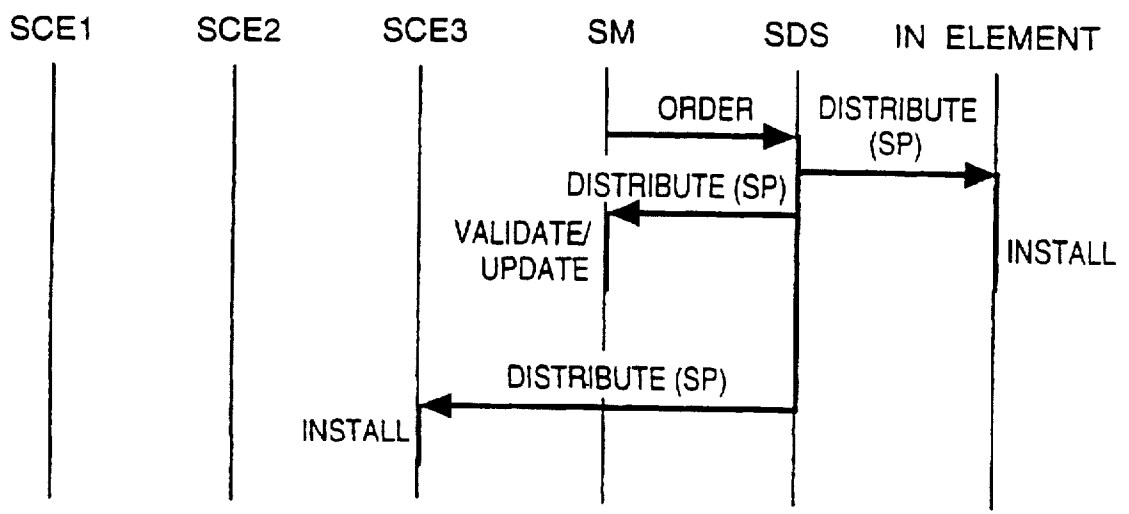 SCE1 SCE2 SCE3 SM SDS IN ELEMENT
ORDER
DISTRIBUTE
(SP)
DISTRIBUTE (SP)
VALIDATE/
UPDATE
INSTALL
DISTRIBUTE (SP)
INSTALL